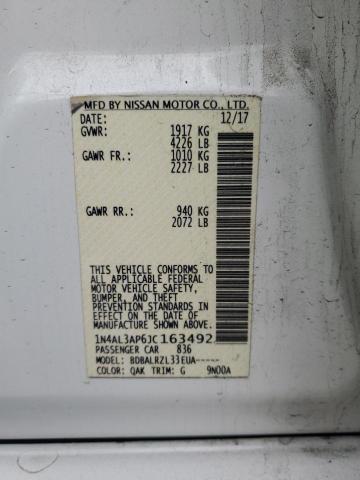 MFD BY NISSAN MOTOR CO., LTD.
DATE: 12/17
GVWR: 1917 KG
4226 LB
GAWR FR.: 1010 KG
2227 LB
GAWR RR.: 940 KG
2072 LB
THIS VEHICLE CONFORMS TO
ALL APPLICABLE FEDERAL
MOTOR VEHICLE SAFETY,
BUMPER, AND THEFT
PREVENTION STANDARDS IN
EFFECT ON THE DATE OF
MANUFACTURE SHOWN ABOVE.
1N4AL3AP6JC163492
PASSENGER CAR 836
MODEL: BDBALRZL33EUA-----
COLOR: QAK TRIM: G 9N00A